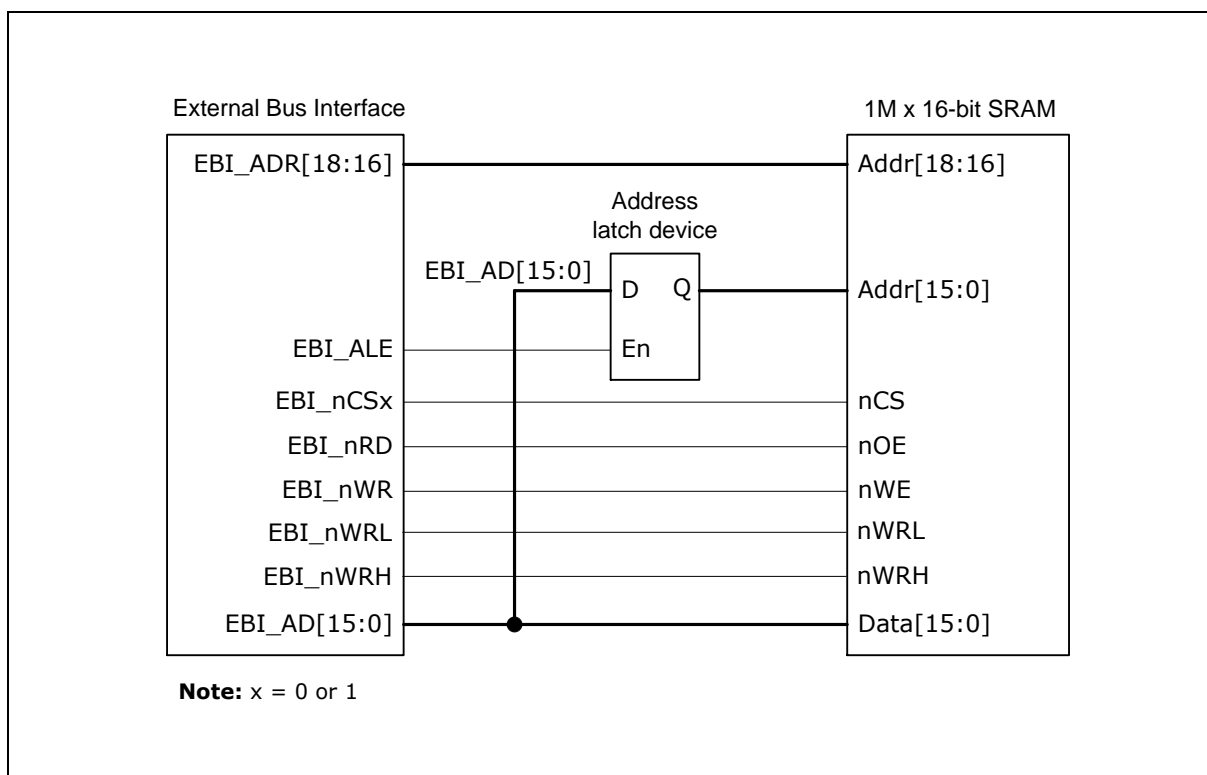 External Bus Interface
1M x 16-bit SRAM
EBI_ADR[18:16]
Addr[18:16]
Address
latch device
EBI_AD[15:0]
D
Q
Addr[15:0]
EBI_ALE
En
EBI_nCSx
nCS
EBI_nRD
nOE
EBI_nWR
nWE
EBI_nWRL
nWRL
EBI_nWRH
nWRH
EBI_AD[15:0]
Data[15:0]
Note: x = 0 or 1